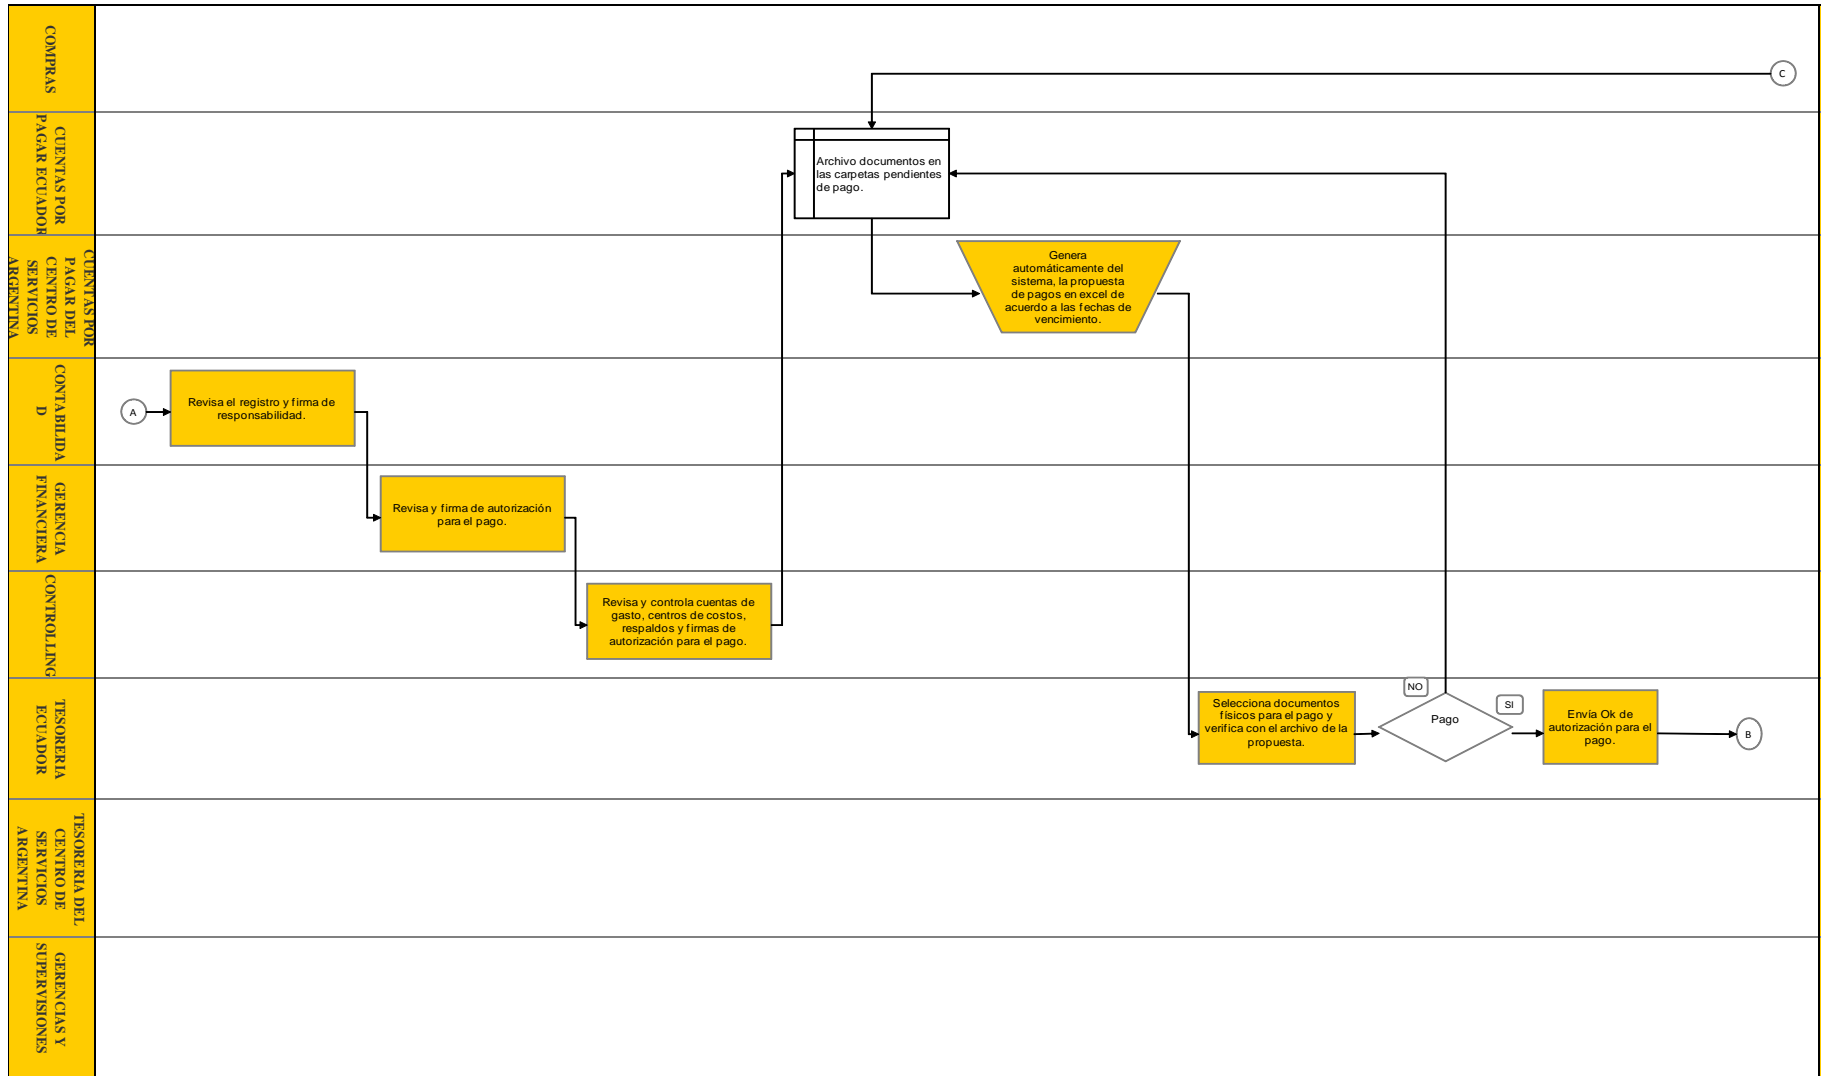 COMPRAS
C
CUENTAS POR
PAGAR ECUADOR
Archivo documentos en
las carpetas pendientes
de pago.
CUENTAS POR
PAGAR DEL
CENTRO DE
SERVICIOS
ARGENTINA
Genera
automáticamente del
sistema, la propuesta
de pagos en excel de
acuerdo a las fechas de
vencimiento.
CONTABILIDA
D
A
Revisa el registro y firma de
responsabilidad.
GERENCIA
FINANCIERA
Revisa y firma de autorización
para el pago.
CONTROLLING
Revisa y controla cuentas de
gasto, centros de costos,
respaldos y firmas de
autorización para el pago.
TESORERIA
ECUADOR
Selecciona documentos
físicos para el pago y
verifica con el archivo de la
propuesta.
NO
Pago
SI
Envía Ok de
autorización para el
pago.
B
TESORERIA DEL
CENTRO DE
SERVICIOS
ARGENTINA
GERENCIAS Y
SUPERVISIONES